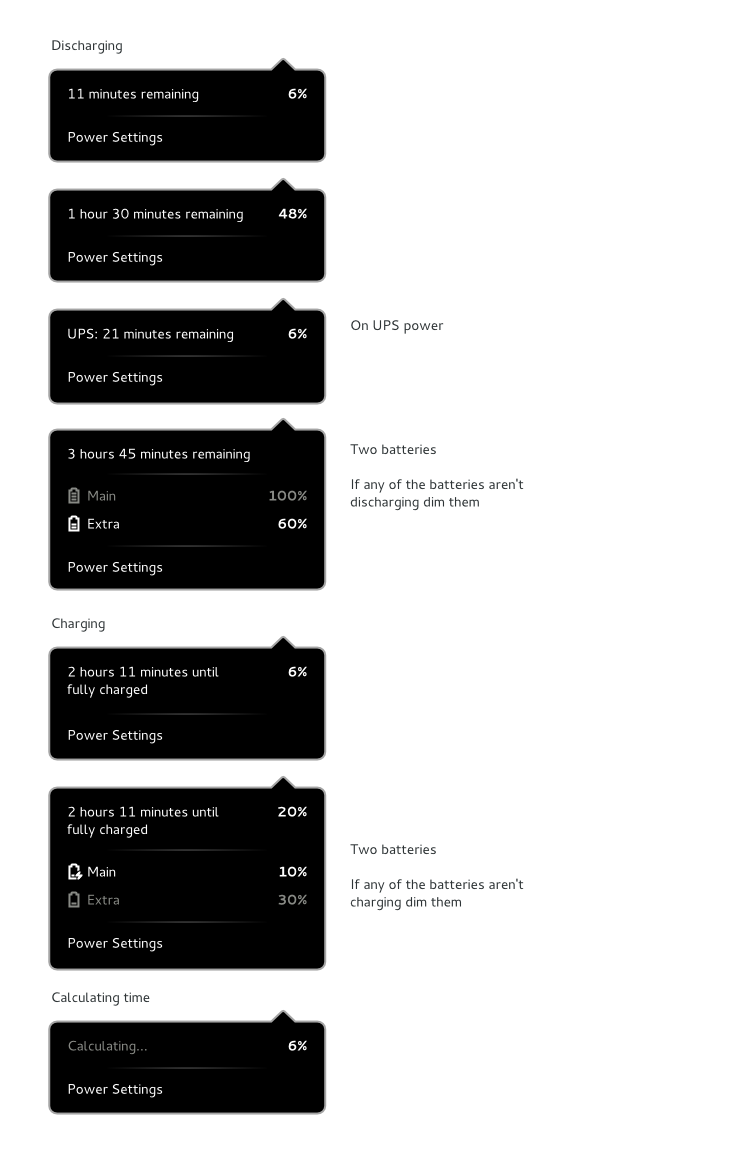 Discharging
11 minutes remaining 6%
Power Settings
1 hour 30 minutes remaining 48%
Power Settings
UPS: 21 minutes remaining 6%
On UPS power
Power Settings
3 hours 45 minutes remaining
Two batteries
If any of the batteries aren't
discharging dim them
Main 100%
Extra 60%
Power Settings
Charging
2 hours 11 minutes until 6%
fully charged
Power Settings
2 hours 11 minutes until 20%
fully charged
Two batteries
If any of the batteries aren't
charging dim them
Main 10%
Extra 30%
Power Settings
Calculating time
Calculating... 6%
Power Settings